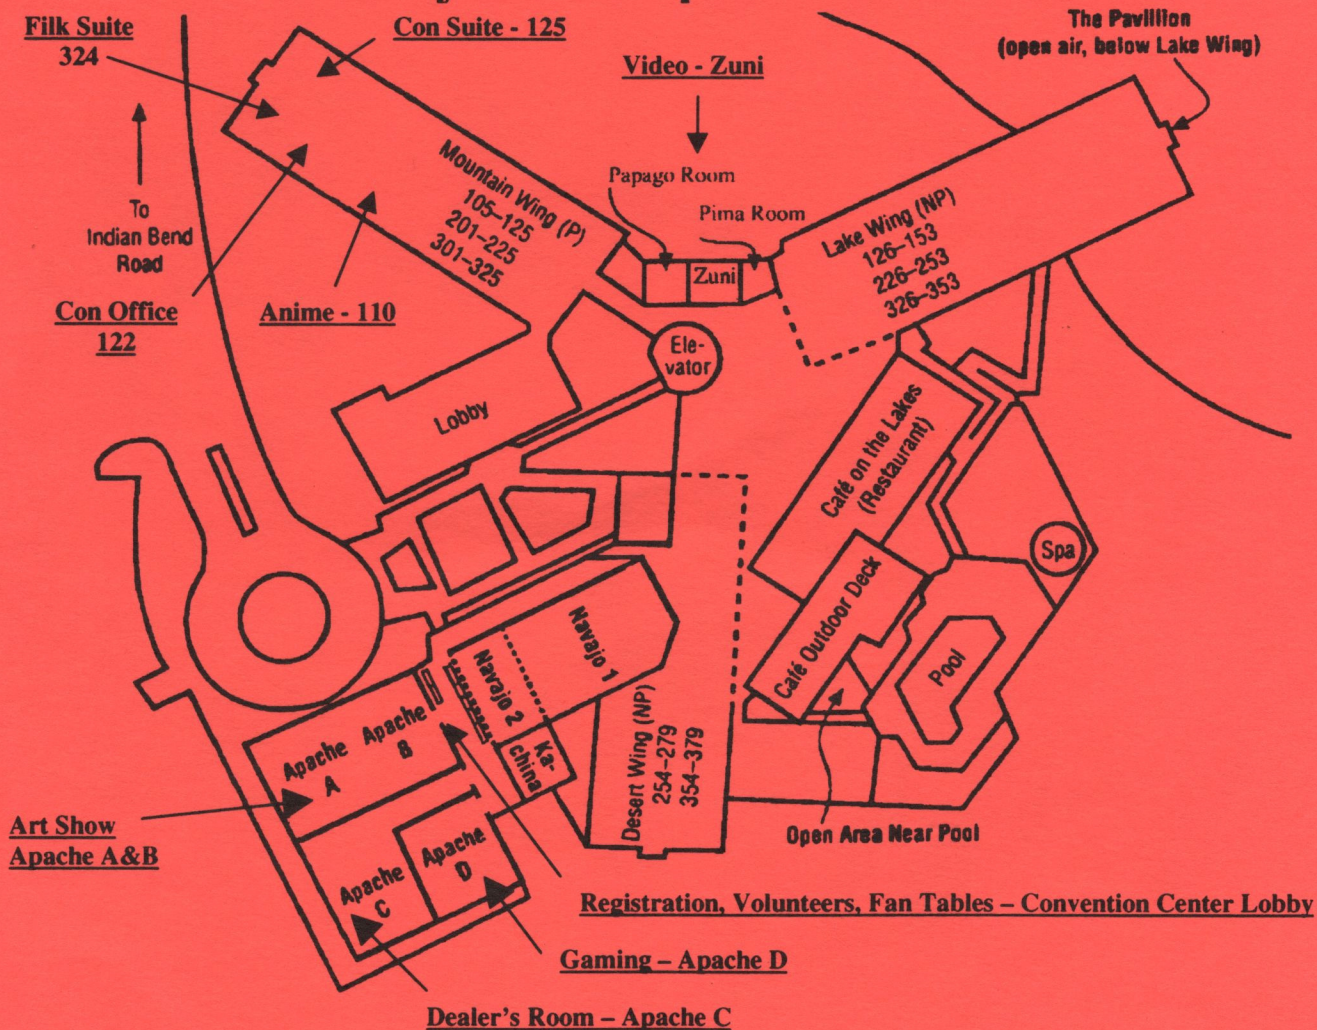 Filk Suite
324
Con Suite - 125
Video - Zuni
The Pavillion
(open air, below Lake Wing)
To
Indian Bend
Road
Con Office
122
Anime - 110
Mountain Wing (P)
105–125
201–225
301–325
Papago Room
Pima Room
Zuni
Lake Wing (NP)
126–153
226–253
326–353
Ele-
vator
Lobby
Café on the Lakes
(Restaurant)
Spa
Café Outdoor Deck
Pool
Navajo 1
Navajo 2
Ka-
china
Desert Wing (NP)
254–279
354–379
Apache
A
Apache
B
Art Show
Apache A&B
Apache
C
Apache
D
Open Area Near Pool
Registration, Volunteers, Fan Tables – Convention Center Lobby
Gaming – Apache D
Dealer's Room – Apache C